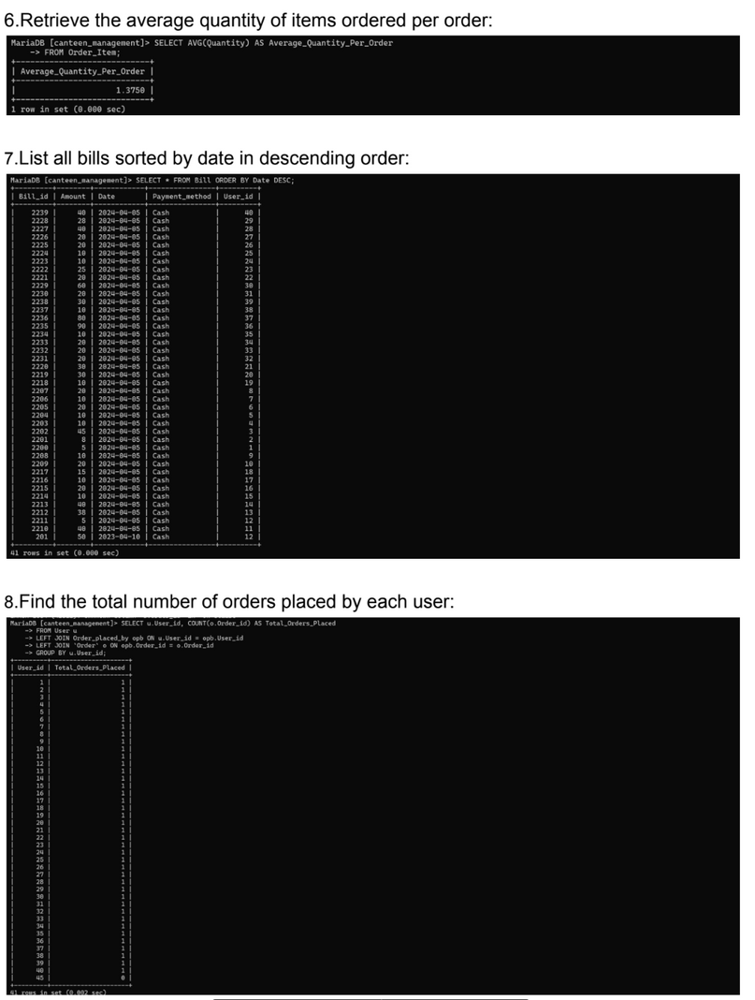 6.Retrieve the average quantity of items ordered per order:
MariaDB [canteen_management]> SELECT AVG(Quantity) AS Average_Quantity_Per_Order
-> FROM Order_Item;
+----------------------------+
| Average_Quantity_Per_Order |
+----------------------------+
| 1.3750 |
+----------------------------+
1 row in set (0.000 sec)
7.List all bills sorted by date in descending order:
MariaDB [canteen_management]> SELECT * FROM Bill ORDER BY Date DESC;
+---------+--------+------------+----------------+---------+
| Bill_id | Amount | Date | Payment_method | User_id |
+---------+--------+------------+----------------+---------+
| 2239 | 40 | 2024-04-05 | Cash | 40 |
| 2228 | 28 | 2024-04-05 | Cash | 29 |
| 2227 | 40 | 2024-04-05 | Cash | 28 |
| 2226 | 20 | 2024-04-05 | Cash | 27 |
| 2225 | 20 | 2024-04-05 | Cash | 26 |
| 2224 | 10 | 2024-04-05 | Cash | 25 |
| 2223 | 10 | 2024-04-05 | Cash | 24 |
| 2222 | 25 | 2024-04-05 | Cash | 23 |
| 2221 | 20 | 2024-04-05 | Cash | 22 |
| 2229 | 60 | 2024-04-05 | Cash | 30 |
| 2230 | 20 | 2024-04-05 | Cash | 31 |
| 2238 | 30 | 2024-04-05 | Cash | 39 |
| 2237 | 10 | 2024-04-05 | Cash | 38 |
| 2236 | 80 | 2024-04-05 | Cash | 37 |
| 2235 | 90 | 2024-04-05 | Cash | 36 |
| 2234 | 10 | 2024-04-05 | Cash | 35 |
| 2233 | 20 | 2024-04-05 | Cash | 34 |
| 2232 | 20 | 2024-04-05 | Cash | 33 |
| 2231 | 20 | 2024-04-05 | Cash | 32 |
| 2220 | 30 | 2024-04-05 | Cash | 21 |
| 2219 | 30 | 2024-04-05 | Cash | 20 |
| 2218 | 10 | 2024-04-05 | Cash | 19 |
| 2207 | 20 | 2024-04-05 | Cash | 8 |
| 2206 | 10 | 2024-04-05 | Cash | 7 |
| 2205 | 20 | 2024-04-05 | Cash | 6 |
| 2204 | 10 | 2024-04-05 | Cash | 5 |
| 2203 | 10 | 2024-04-05 | Cash | 4 |
| 2202 | 45 | 2024-04-05 | Cash | 3 |
| 2201 | 8 | 2024-04-05 | Cash | 2 |
| 2200 | 5 | 2024-04-05 | Cash | 1 |
| 2208 | 10 | 2024-04-05 | Cash | 9 |
| 2209 | 20 | 2024-04-05 | Cash | 10 |
| 2217 | 15 | 2024-04-05 | Cash | 18 |
| 2216 | 10 | 2024-04-05 | Cash | 17 |
| 2215 | 20 | 2024-04-05 | Cash | 16 |
| 2214 | 10 | 2024-04-05 | Cash | 15 |
| 2213 | 40 | 2024-04-05 | Cash | 14 |
| 2212 | 38 | 2024-04-05 | Cash | 13 |
| 2211 | 5 | 2024-04-05 | Cash | 12 |
| 2210 | 40 | 2024-04-05 | Cash | 11 |
| 201 | 50 | 2023-04-10 | Cash | 12 |
+---------+--------+------------+----------------+---------+
41 rows in set (0.000 sec)
8.Find the total number of orders placed by each user:
MariaDB [canteen_management]> SELECT u.User_id, COUNT(o.Order_id) AS Total_Orders_Placed
-> FROM User u
-> LEFT JOIN Order_placed_by opb ON u.User_id = opb.User_id
-> LEFT JOIN `Order` o ON opb.Order_id = o.Order_id
-> GROUP BY u.User_id;
+---------+---------------------+
| User_id | Total_Orders_Placed |
+---------+---------------------+
| 1 | 1 |
| 2 | 1 |
| 3 | 1 |
| 4 | 1 |
| 5 | 1 |
| 6 | 1 |
| 7 | 1 |
| 8 | 1 |
| 9 | 1 |
| 10 | 1 |
| 11 | 1 |
| 12 | 1 |
| 13 | 1 |
| 14 | 1 |
| 15 | 1 |
| 16 | 1 |
| 17 | 1 |
| 18 | 1 |
| 19 | 1 |
| 20 | 1 |
| 21 | 1 |
| 22 | 1 |
| 23 | 1 |
| 24 | 1 |
| 25 | 1 |
| 26 | 1 |
| 27 | 1 |
| 28 | 1 |
| 29 | 1 |
| 30 | 1 |
| 31 | 1 |
| 32 | 1 |
| 33 | 1 |
| 34 | 1 |
| 35 | 1 |
| 36 | 1 |
| 37 | 1 |
| 38 | 1 |
| 39 | 1 |
| 40 | 1 |
| 45 | 0 |
+---------+---------------------+
41 rows in set (0.002 sec)